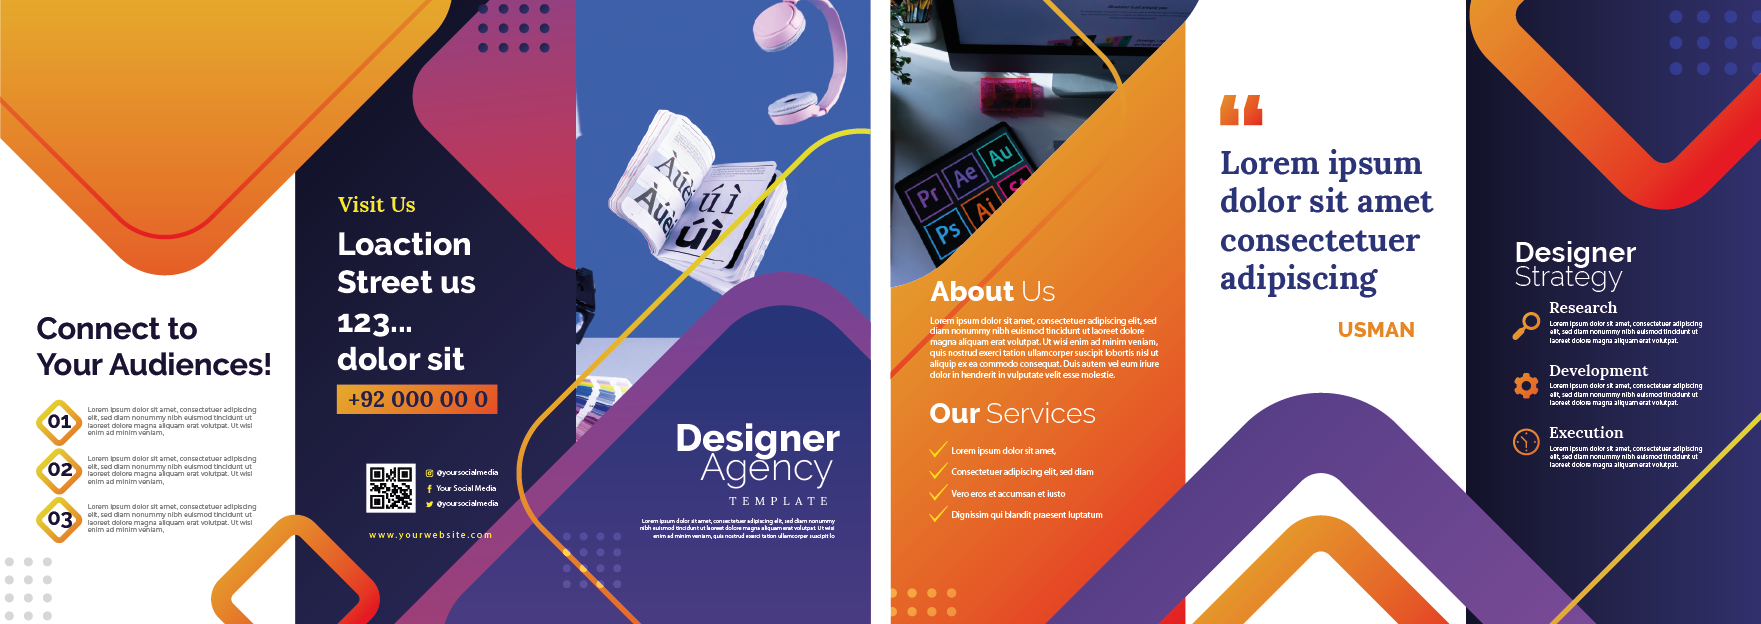 Connect to
Your Audiences!
01
Lorem ipsum dolor sit amet, consectetuer adipiscing
elit, sed diam nonummy nibh euismod tincidunt ut
laoreet dolore magna aliquam erat volutpat. Ut wisi
enim ad minim veniam,
02
Lorem ipsum dolor sit amet, consectetuer adipiscing
elit, sed diam nonummy nibh euismod tincidunt ut
laoreet dolore magna aliquam erat volutpat. Ut wisi
enim ad minim veniam,
03
Lorem ipsum dolor sit amet, consectetuer adipiscing
elit, sed diam nonummy nibh euismod tincidunt ut
laoreet dolore magna aliquam erat volutpat. Ut wisi
enim ad minim veniam,
Visit Us
Loaction
Street us
123...
dolor sit
+92 000 00 0
@yoursocialmedia
Your Social Media
@yoursocialmedia
www.yourwebsite.com
úì
úì
Designer
Agency
TEMPLATE
Lorem ipsum dolor sit amet, consectetuer adipiscing elit, sed diam nonummy
nibh euismod tincidunt ut laoreet dolore magna aliquam erat volutpat. Ut wisi
enim ad minim veniam, quis nostrud exerci tation ullamcorper suscipit lo
Pr Ae Au
Ps Ai
About Us
Lorem ipsum dolor sit amet, consectetuer adipiscing elit, sed
diam nonummy nibh euismod tincidunt ut laoreet dolore
magna aliquam erat volutpat. Ut wisi enim ad minim veniam,
quis nostrud exerci tation ullamcorper suscipit lobortis nisl ut
aliquip ex ea commodo consequat. Duis autem vel eum iriure
dolor in hendrerit in vulputate velit esse molestie.
Our Services
Lorem ipsum dolor sit amet,
Consectetuer adipiscing elit, sed diam
Vero eros et accumsan et iusto
Dignissim qui blandit praesent luptatum
“
Lorem ipsum
dolor sit amet
consectetuer
adipiscing
USMAN
Designer
Strategy
Research
Lorem ipsum dolor sit amet, consectetuer adipiscing
elit, sed diam nonummy nibh euismod tincidunt ut
laoreet dolore magna aliquam erat volutpat.
Development
Lorem ipsum dolor sit amet, consectetuer adipiscing
elit, sed diam nonummy nibh euismod tincidunt ut
laoreet dolore magna aliquam erat volutpat.
Execution
Lorem ipsum dolor sit amet, consectetuer adipiscing
elit, sed diam nonummy nibh euismod tincidunt ut
laoreet dolore magna aliquam erat volutpat.